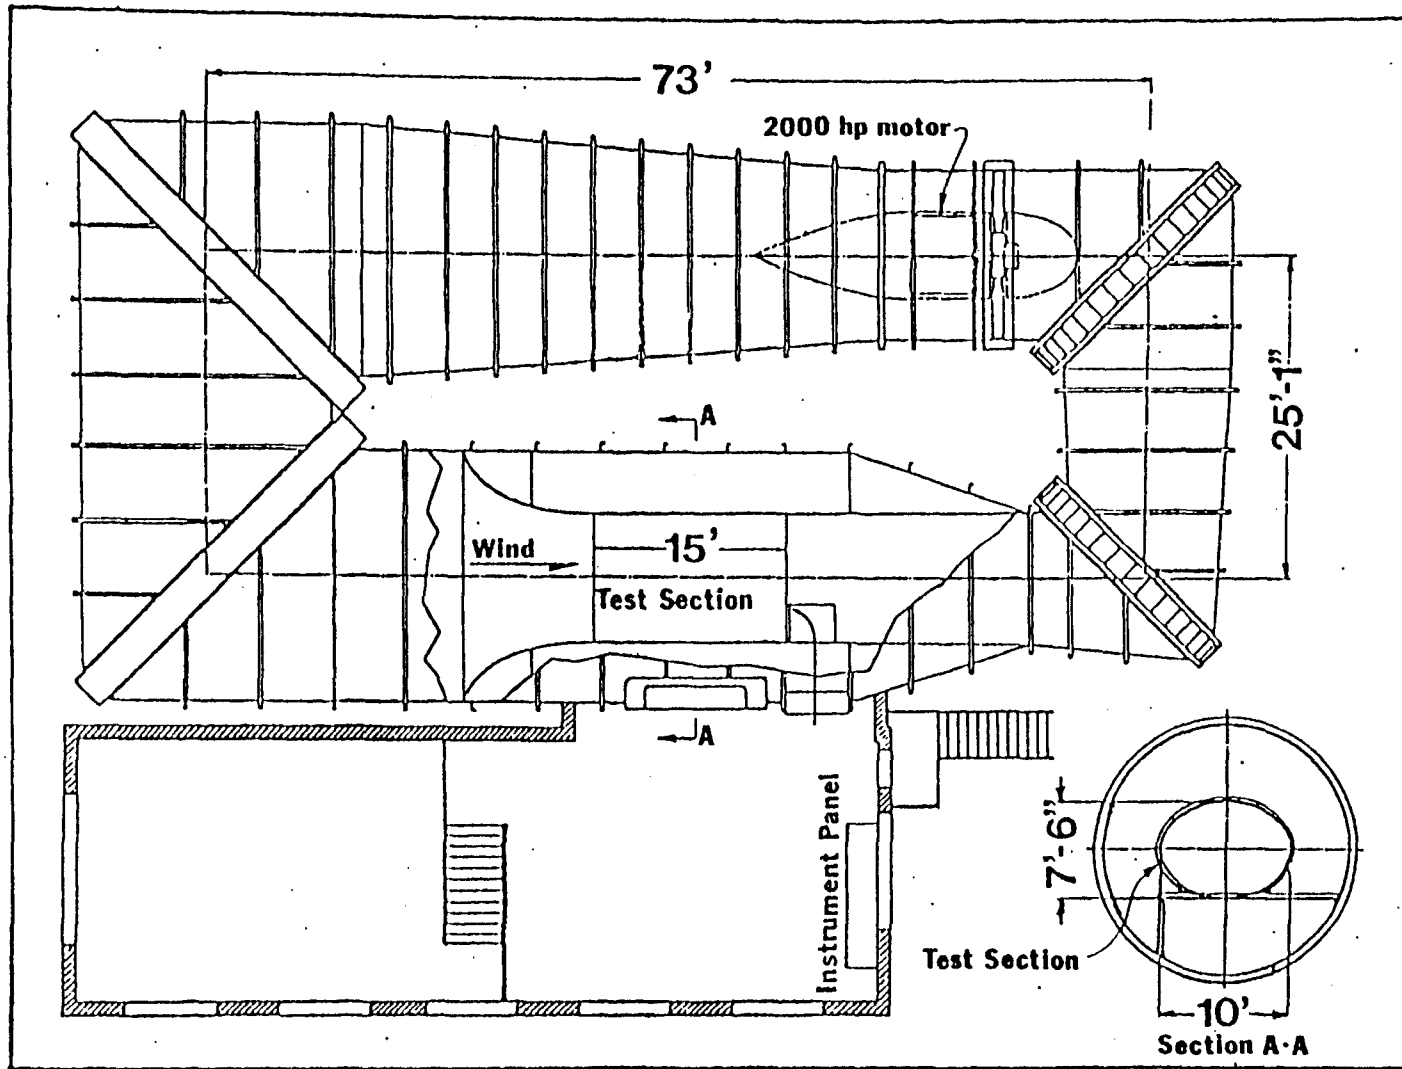 73'
2000 hp motor
A
25'-1"
Wind
15'
Test Section
A
Instrument Panel
7'-6"
Test Section
10'
Section A·A